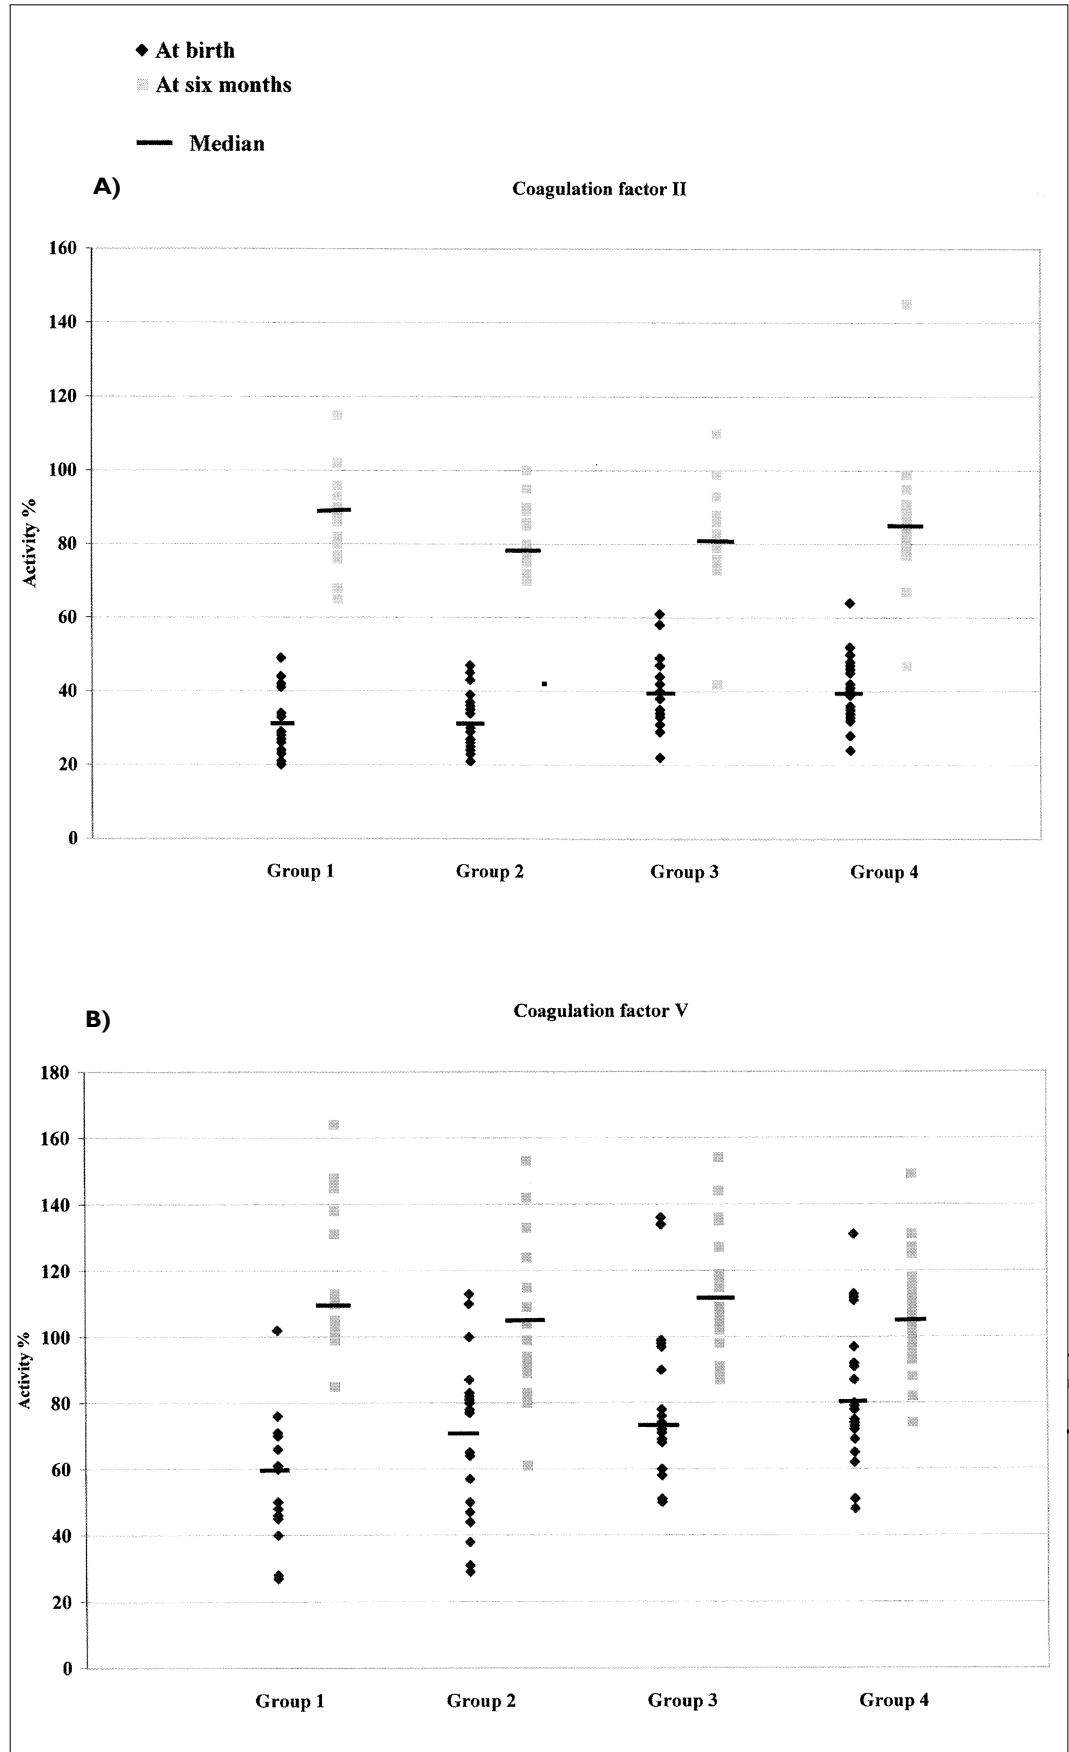 At birth
At six months
Median
A)
Coagulation factor II
160
140
120
100
80
60
40
20
0
Activity %
Group 1 Group 2 Group 3 Group 4
B)
Coagulation factor V
180
160
140
120
100
80
60
40
20
0
Activity %
Group 1 Group 2 Group 3 Group 4